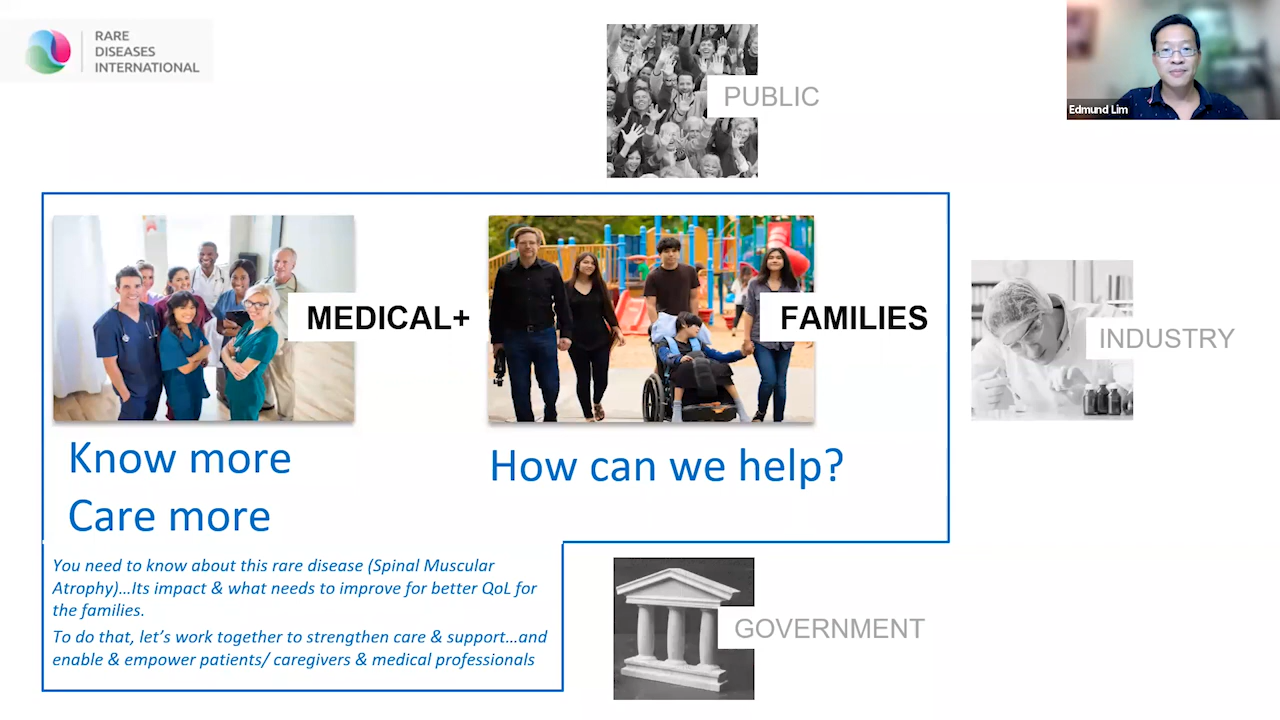 RARE
DISEASES
INTERNATIONAL
PUBLIC
Edmund Lim
MEDICAL+
FAMILIES
INDUSTRY
Know more
Care more
How can we help?
You need to know about this rare disease (Spinal Muscular
Atrophy)...Its impact & what needs to improve for better QoL for
the families.
To do that, let's work together to strengthen care & support...and
enable & empower patients/ caregivers & medical professionals
GOVERNMENT